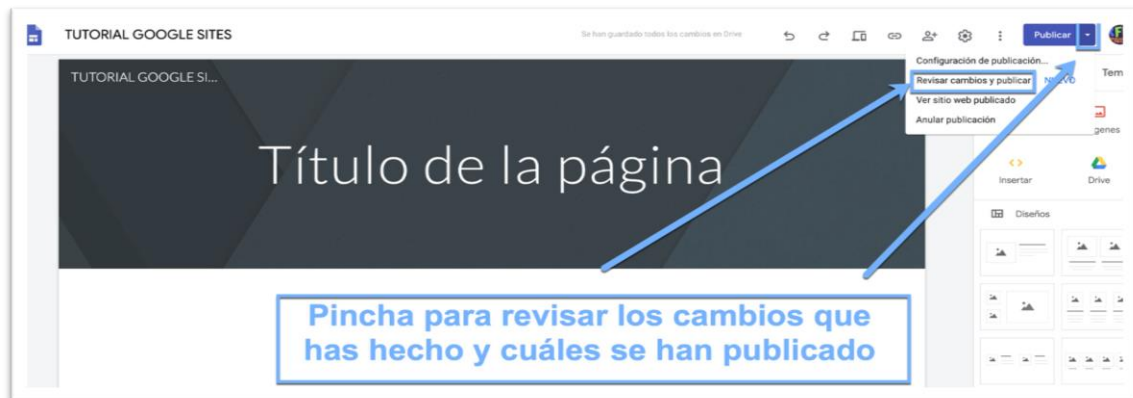 TUTORIAL GOOGLE SITES
Se han guardado todos los cambios en Drive
Publicar
TUTORIAL GOOGLE SI...
Configuración de publicación...
Revisar cambios y publicar
Tem
Ver sitio web publicado
Anular publicación
Título de la página
Insertar
Drive
Diseños
Pincha para revisar los cambios que
has hecho y cuáles se han publicado